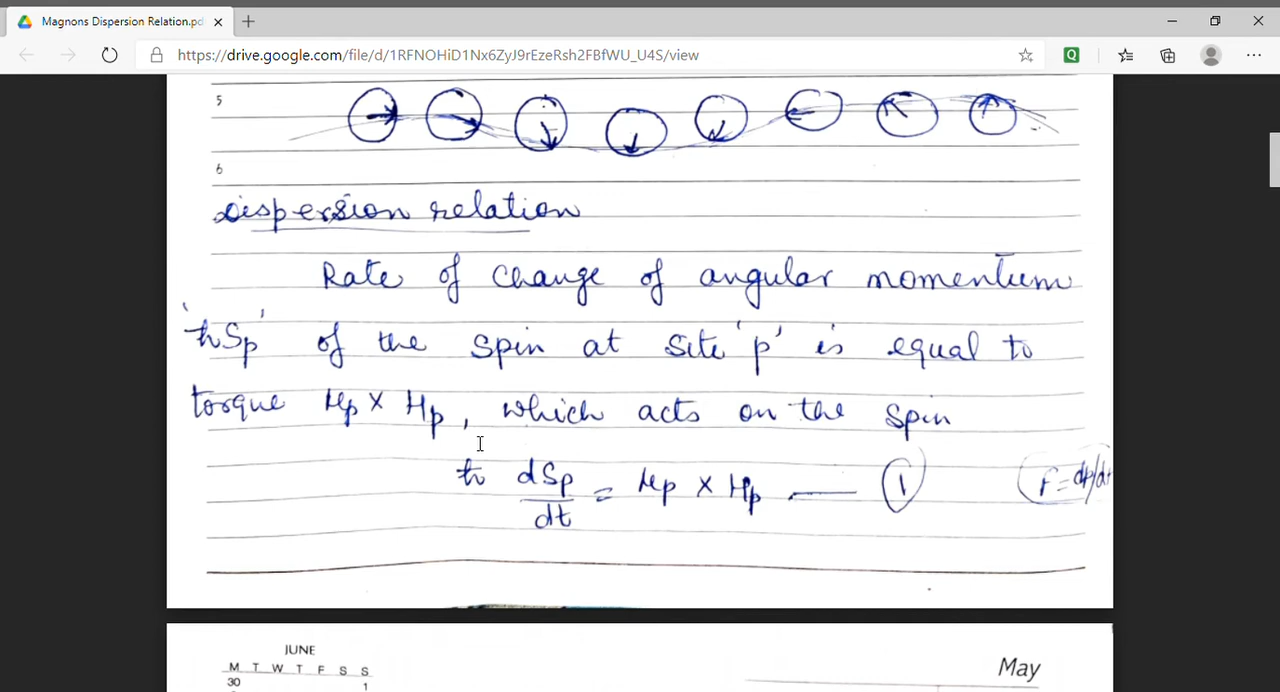 Magnons Dispersion Relation.pd
https://drive.google.com/file/d/1RFNOHiD1Nx6ZyJ9rEzeRsh2FBfWU_U4S/view
5
6
Dispersion relation
Rate of change of angular momentum
'ħSp' of the spin at site 'p' is equal to
torque μp × Hp, which acts on the spin
ħ dSp/dt = μp × Hp —— 1 F = dp/dt
JUNE
May
M T W T F S S
30 1